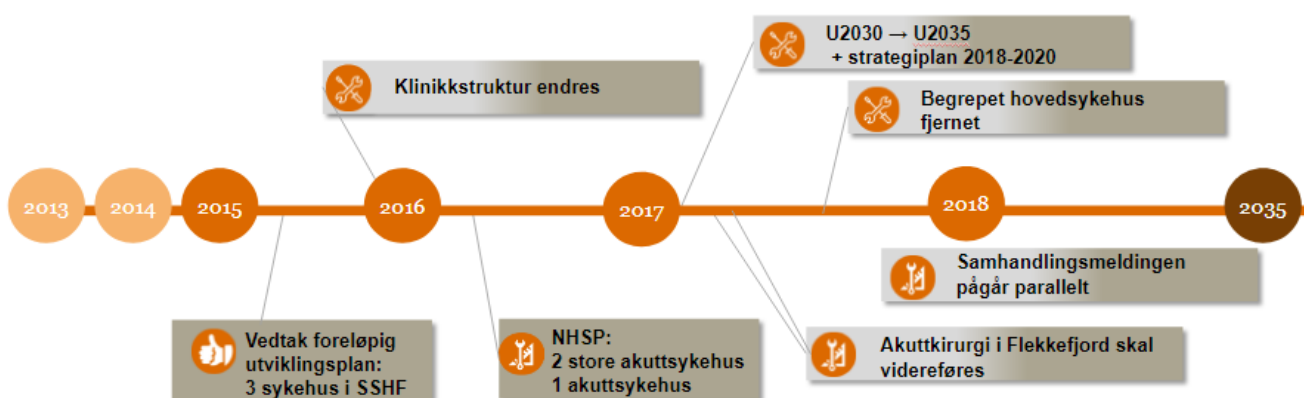 U2030 → U2035
+ strategiplan 2018-2020
Klinikkstruktur endres
Begrepet hovedsykehus
fjernet
2013
2014
2015
2016
2017
2018
2035
Samhandlingsmeldingen
pågår parallelt
Vedtak foreløpig
utviklingsplan:
3 sykehus i SSHF
NHSP:
2 store akuttsykehus
1 akuttsykehus
Akuttkirurgi i Flekkefjord skal
videreføres